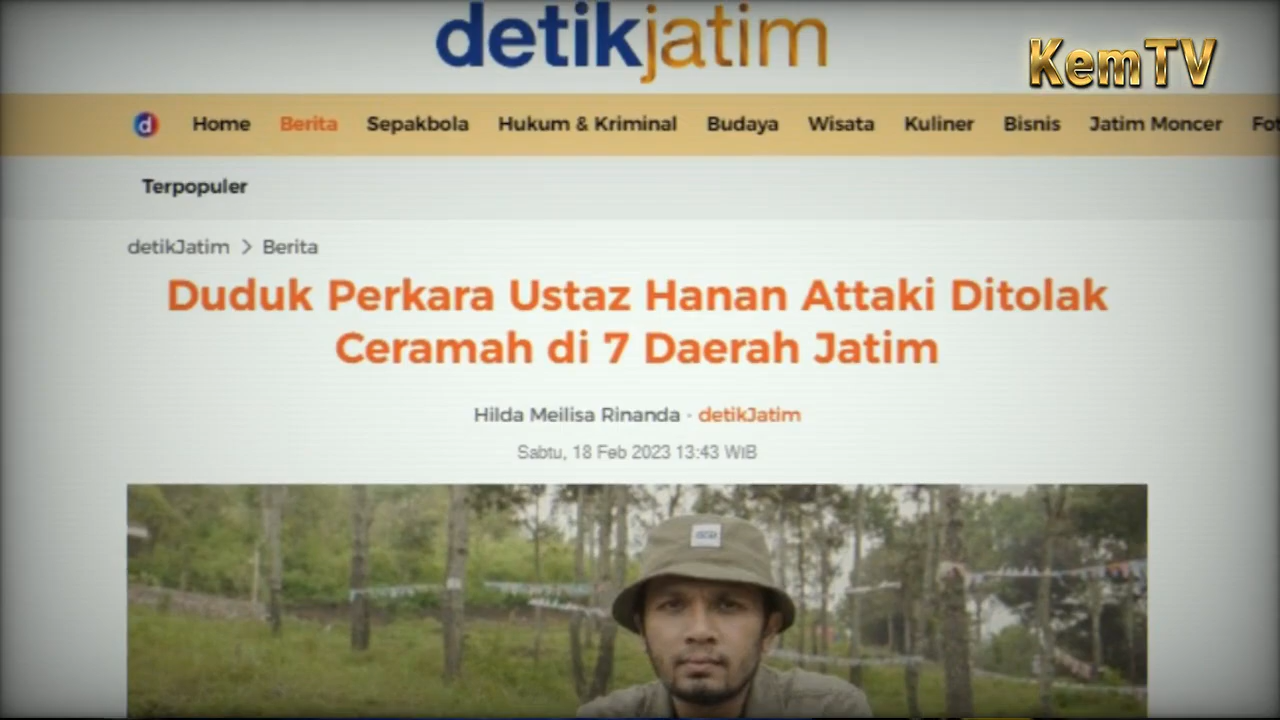 detikjatim
KemTV
d Home Berita Sepakbola Hukum & Kriminal Budaya Wisata Kuliner Bisnis Jatim Moncer Fot
Terpopuler
detikJatim > Berita
Duduk Perkara Ustaz Hanan Attaki Ditolak
Ceramah di 7 Daerah Jatim
Hilda Meilisa Rinanda - detikJatim
Sabtu, 18 Feb 2023 13:43 WIB